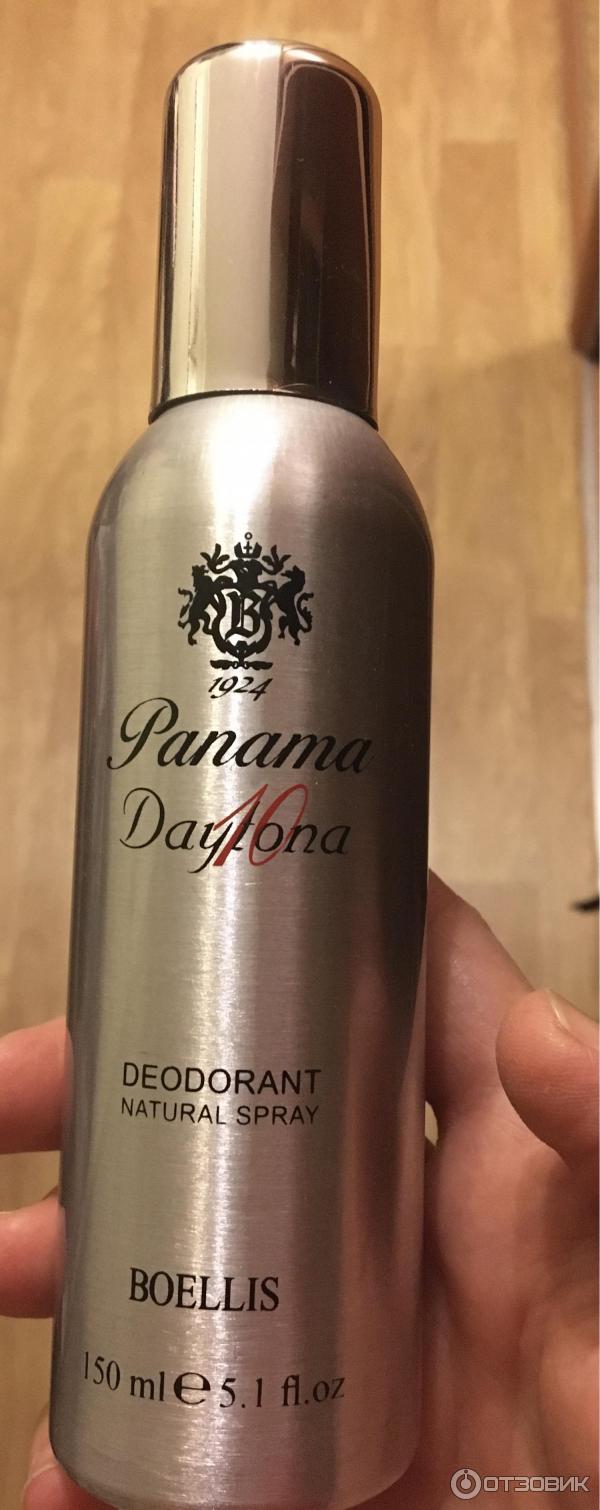 B
1924
Panama
Daytona
10
DEODORANT
NATURAL SPRAY
BOELLIS
150 ml e 5.1 fl.oz
ОТЗОВИК